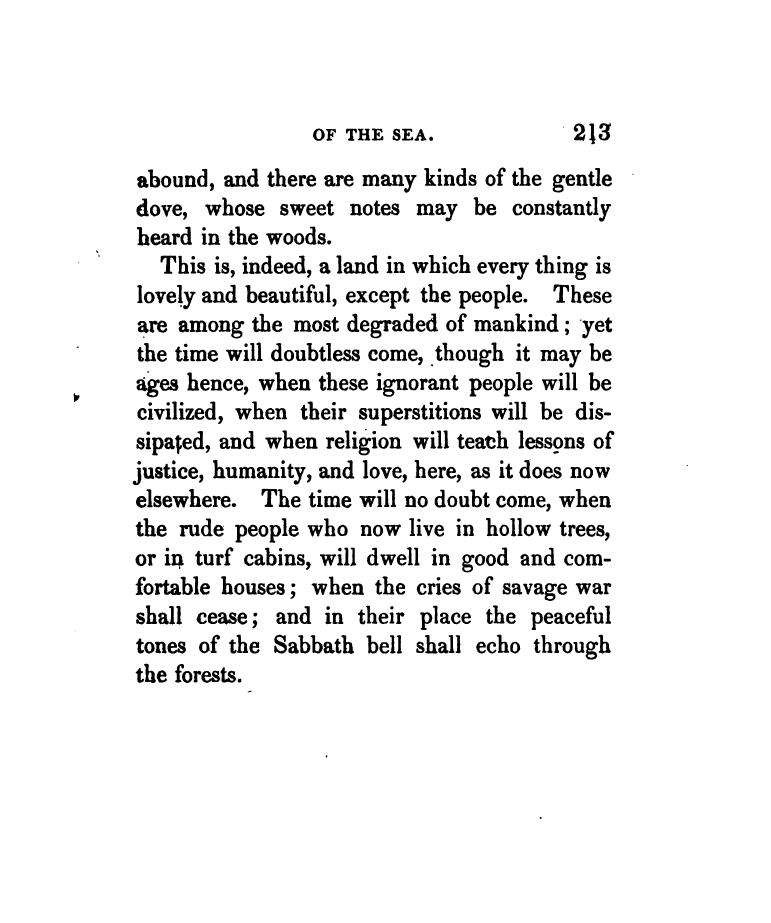 OF THE SEA. 213
abound, and there are many kinds of the gentle
dove, whose sweet notes may be constantly
heard in the woods.
This is, indeed, a land in which every thing is
lovely and beautiful, except the people. These
are among the most degraded of mankind; yet
the time will doubtless come, though it may be
ages hence, when these ignorant people will be
civilized, when their superstitions will be dis-
sipated, and when religion will teach lessons of
justice, humanity, and love, here, as it does now
elsewhere. The time will no doubt come, when
the rude people who now live in hollow trees,
or in turf cabins, will dwell in good and com-
fortable houses; when the cries of savage war
shall cease; and in their place the peaceful
tones of the Sabbath bell shall echo through
the forests.